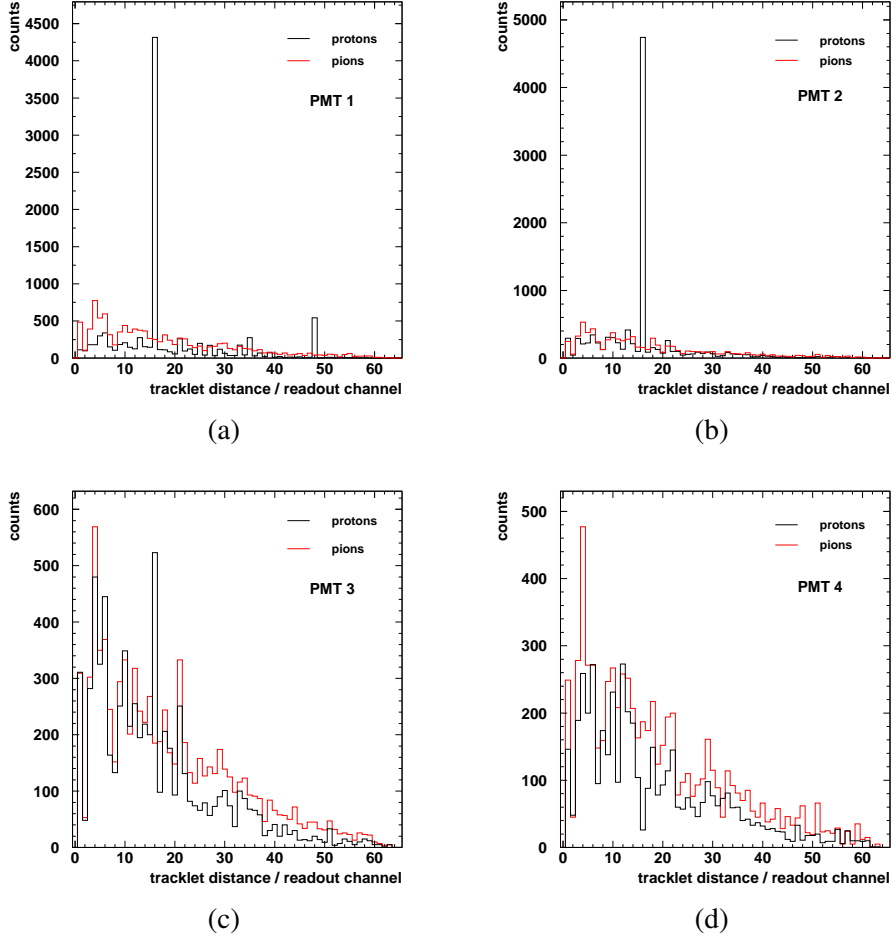 counts
4500
4000
3500
3000
2500
2000
1500
1000
500
0
protons
pions
PMT 1
0 10 20 30 40 50 60
tracklet distance / readout channel
(a)
counts
5000
4000
3000
2000
1000
0
protons
pions
PMT 2
0 10 20 30 40 50 60
tracklet distance / readout channel
(b)
counts
600
500
400
300
200
100
0
protons
pions
PMT 3
0 10 20 30 40 50 60
tracklet distance / readout channel
(c)
counts
500
400
300
200
100
0
protons
pions
PMT 4
0 10 20 30 40 50 60
tracklet distance / readout channel
(d)